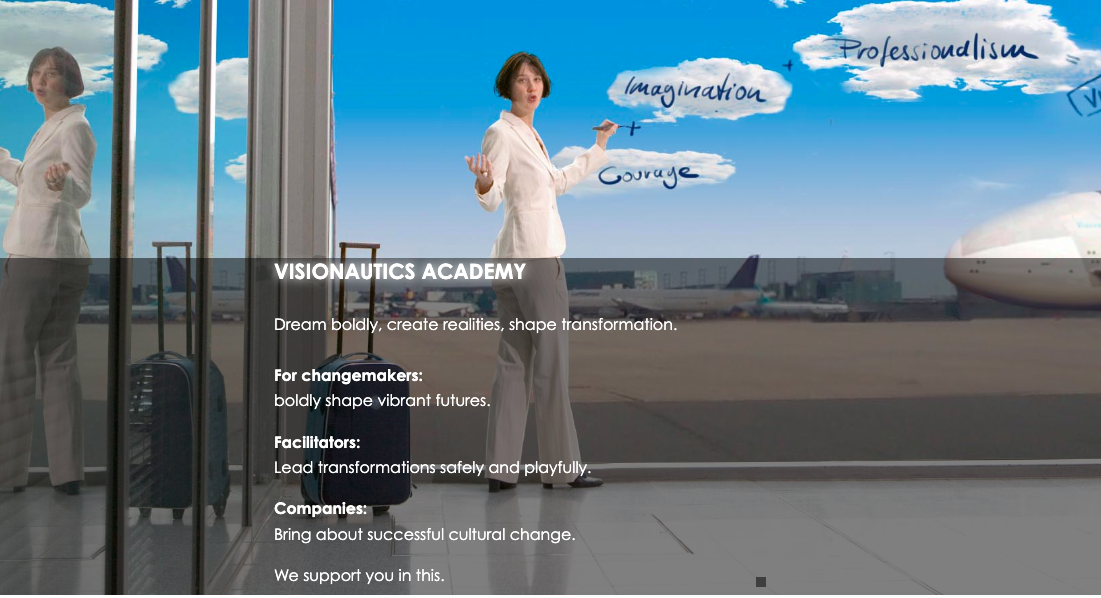 Professionalism
+
=
Imagination
+
Courage
VISIONAUTICS ACADEMY
Dream boldly, create realities, shape transformation.
For changemakers:
boldly shape vibrant futures.
Facilitators:
Lead transformations safely and playfully.
Companies:
Bring about successful cultural change.
We support you in this.